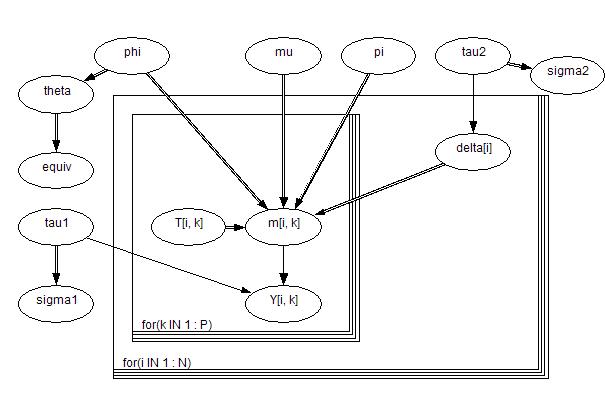 phi
mu
pi
tau2
sigma2
theta
delta[i]
equiv
tau1
T[i, k]
m[i, k]
sigma1
Y[i, k]
for(k IN 1 : P)
for(i IN 1 : N)